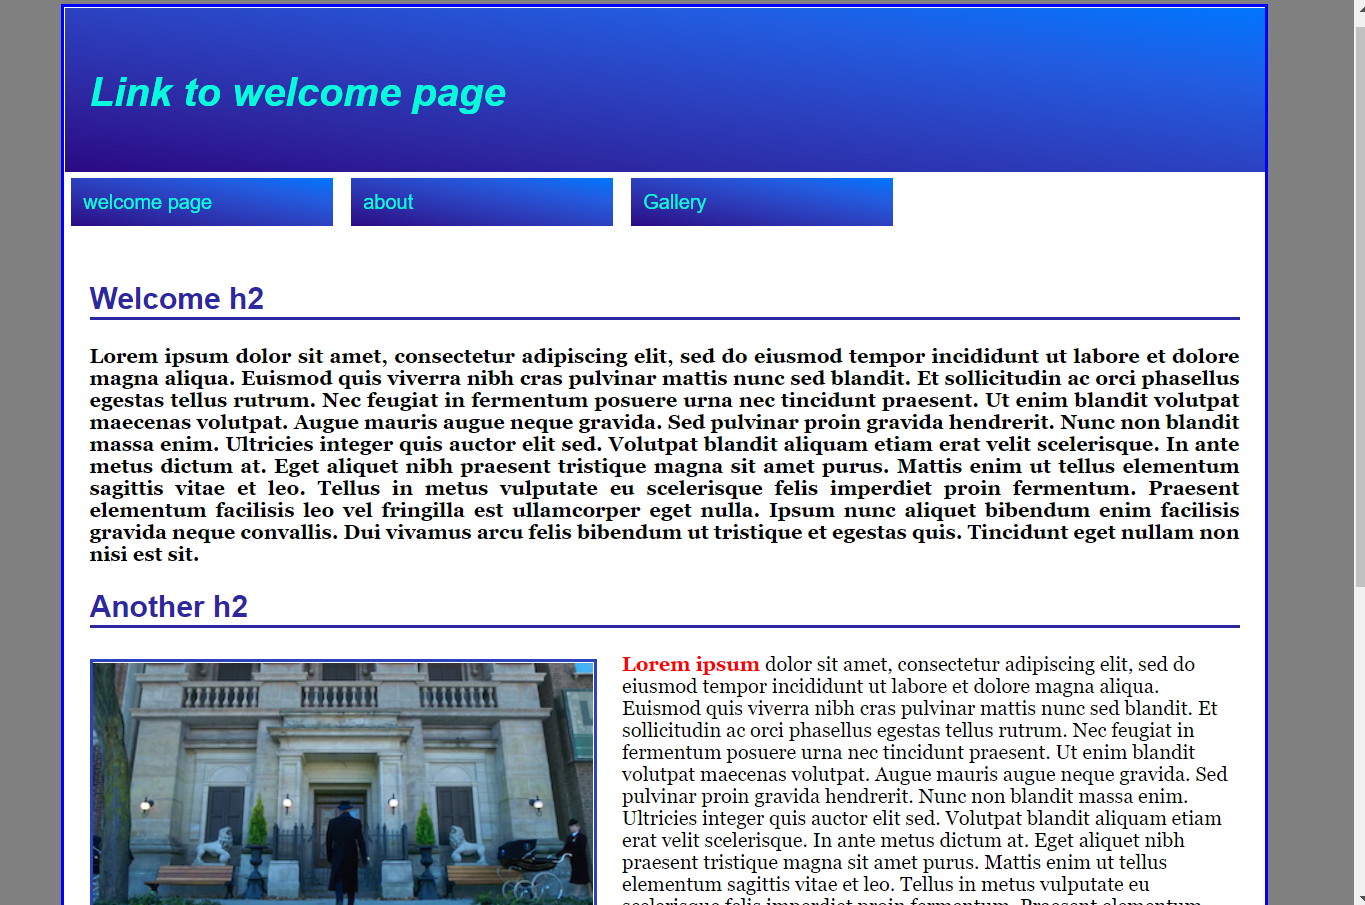 Link to welcome page
welcome page
about
Gallery
Welcome h2
Lorem ipsum dolor sit amet, consectetur adipiscing elit, sed do eiusmod tempor incididunt ut labore et dolore
magna aliqua. Euismod quis viverra nibh cras pulvinar mattis nunc sed blandit. Et sollicitudin ac orci phasellus
egestas tellus rutrum. Nec feugiat in fermentum posuere urna nec tincidunt praesent. Ut enim blandit volutpat
maecenas volutpat. Augue mauris augue neque gravida. Sed pulvinar proin gravida hendrerit. Nunc non blandit
massa enim. Ultricies integer quis auctor elit sed. Volutpat blandit aliquam etiam erat velit scelerisque. In ante
metus dictum at. Eget aliquet nibh praesent tristique magna sit amet purus. Mattis enim ut tellus elementum
sagittis vitae et leo. Tellus in metus vulputate eu scelerisque felis imperdiet proin fermentum. Praesent
elementum facilisis leo vel fringilla est ullamcorper eget nulla. Ipsum nunc aliquet bibendum enim facilisis
gravida neque convallis. Dui vivamus arcu felis bibendum ut tristique et egestas quis. Tincidunt eget nullam non
nisi est sit.
Another h2
Lorem ipsum dolor sit amet, consectetur adipiscing elit, sed do
eiusmod tempor incididunt ut labore et dolore magna aliqua.
Euismod quis viverra nibh cras pulvinar mattis nunc sed blandit. Et
sollicitudin ac orci phasellus egestas tellus rutrum. Nec feugiat in
fermentum posuere urna nec tincidunt praesent. Ut enim blandit
volutpat maecenas volutpat. Augue mauris augue neque gravida. Sed
pulvinar proin gravida hendrerit. Nunc non blandit massa enim.
Ultricies integer quis auctor elit sed. Volutpat blandit aliquam etiam
erat velit scelerisque. In ante metus dictum at. Eget aliquet nibh
praesent tristique magna sit amet purus. Mattis enim ut tellus
elementum sagittis vitae et leo. Tellus in metus vulputate eu
scelerisque felis imperdiet proin fermentum. Praesent elementum